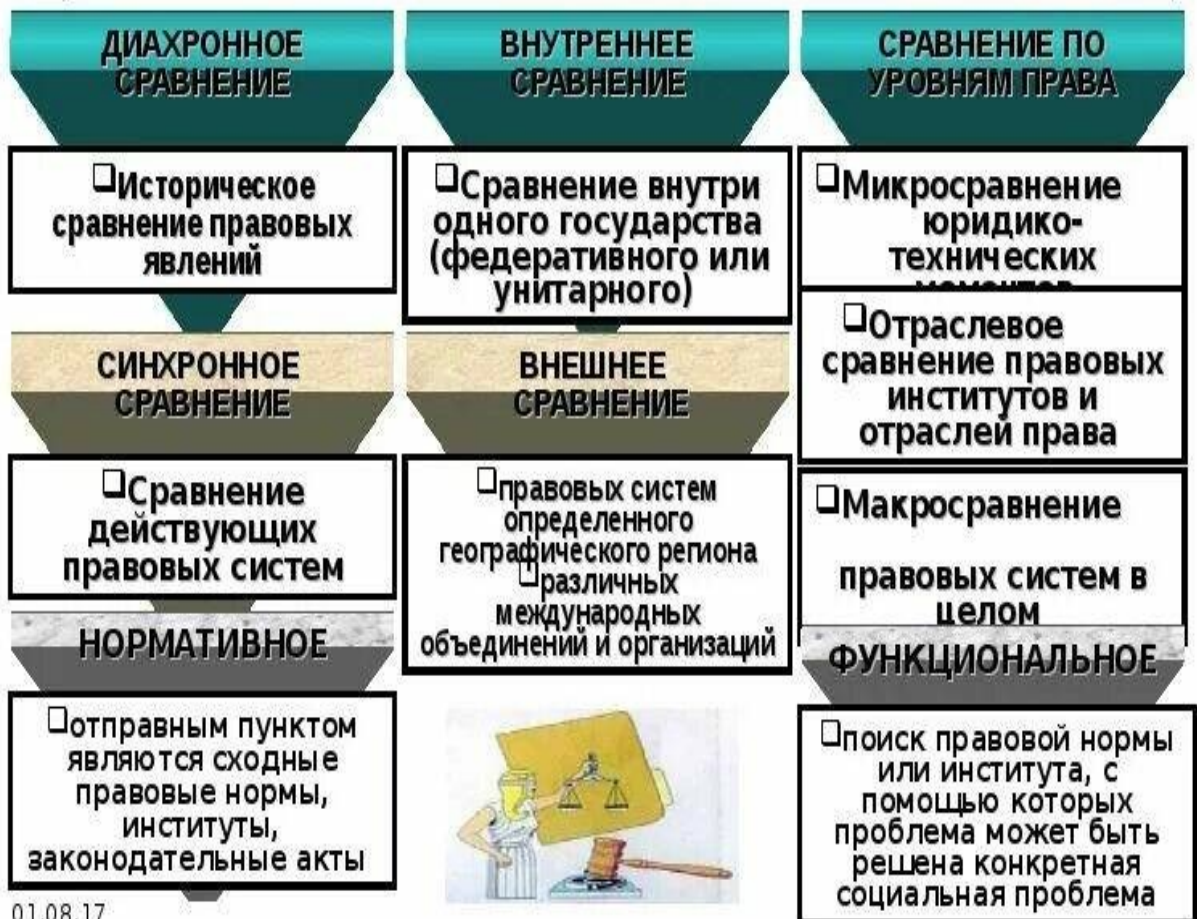 ДИАХРОННОЕ
СРАВНЕНИЕ
Историческое
сравнение правовых
явлений
СИНХРОННОЕ
СРАВНЕНИЕ
Сравнение
действующих
правовых систем
НОРМАТИВНОЕ
отправным пунктом
являются сходные
правовые нормы,
институты,
законодательные акты
01.08.17
ВНУТРЕННЕЕ
СРАВНЕНИЕ
Сравнение внутри
одного государства
(федеративного или
унитарного)
ВНЕШНЕЕ
СРАВНЕНИЕ
правовых систем
определенного
географического региона
различных
международных
объединений и организаций
СРАВНЕНИЕ ПО
УРОВНЯМ ПРАВА
Микросравнение
юридико-
технических
моментов
Отраслевое
сравнение правовых
институтов и
отраслей права
Макросравнение
правовых систем в
целом
ФУНКЦИОНАЛЬНОЕ
поиск правовой нормы
или института, с
помощью которых
проблема может быть
решена конкретная
социальная проблема